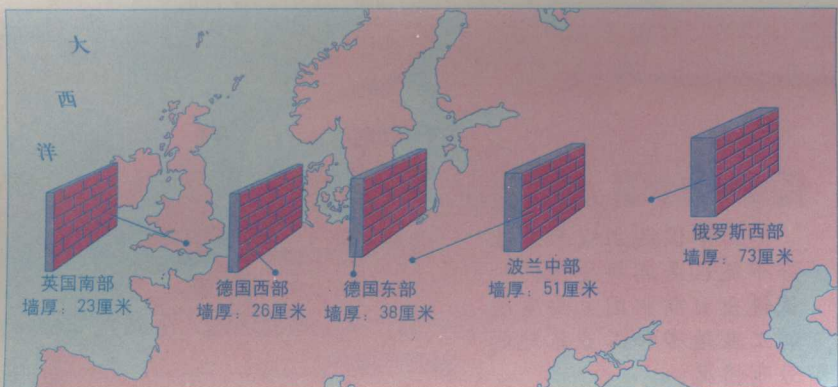 大
西
洋
英国南部
墙厚：23厘米
德国西部
墙厚：26厘米
德国东部
墙厚：38厘米
波兰中部
墙厚：51厘米
俄罗斯西部
墙厚：73厘米